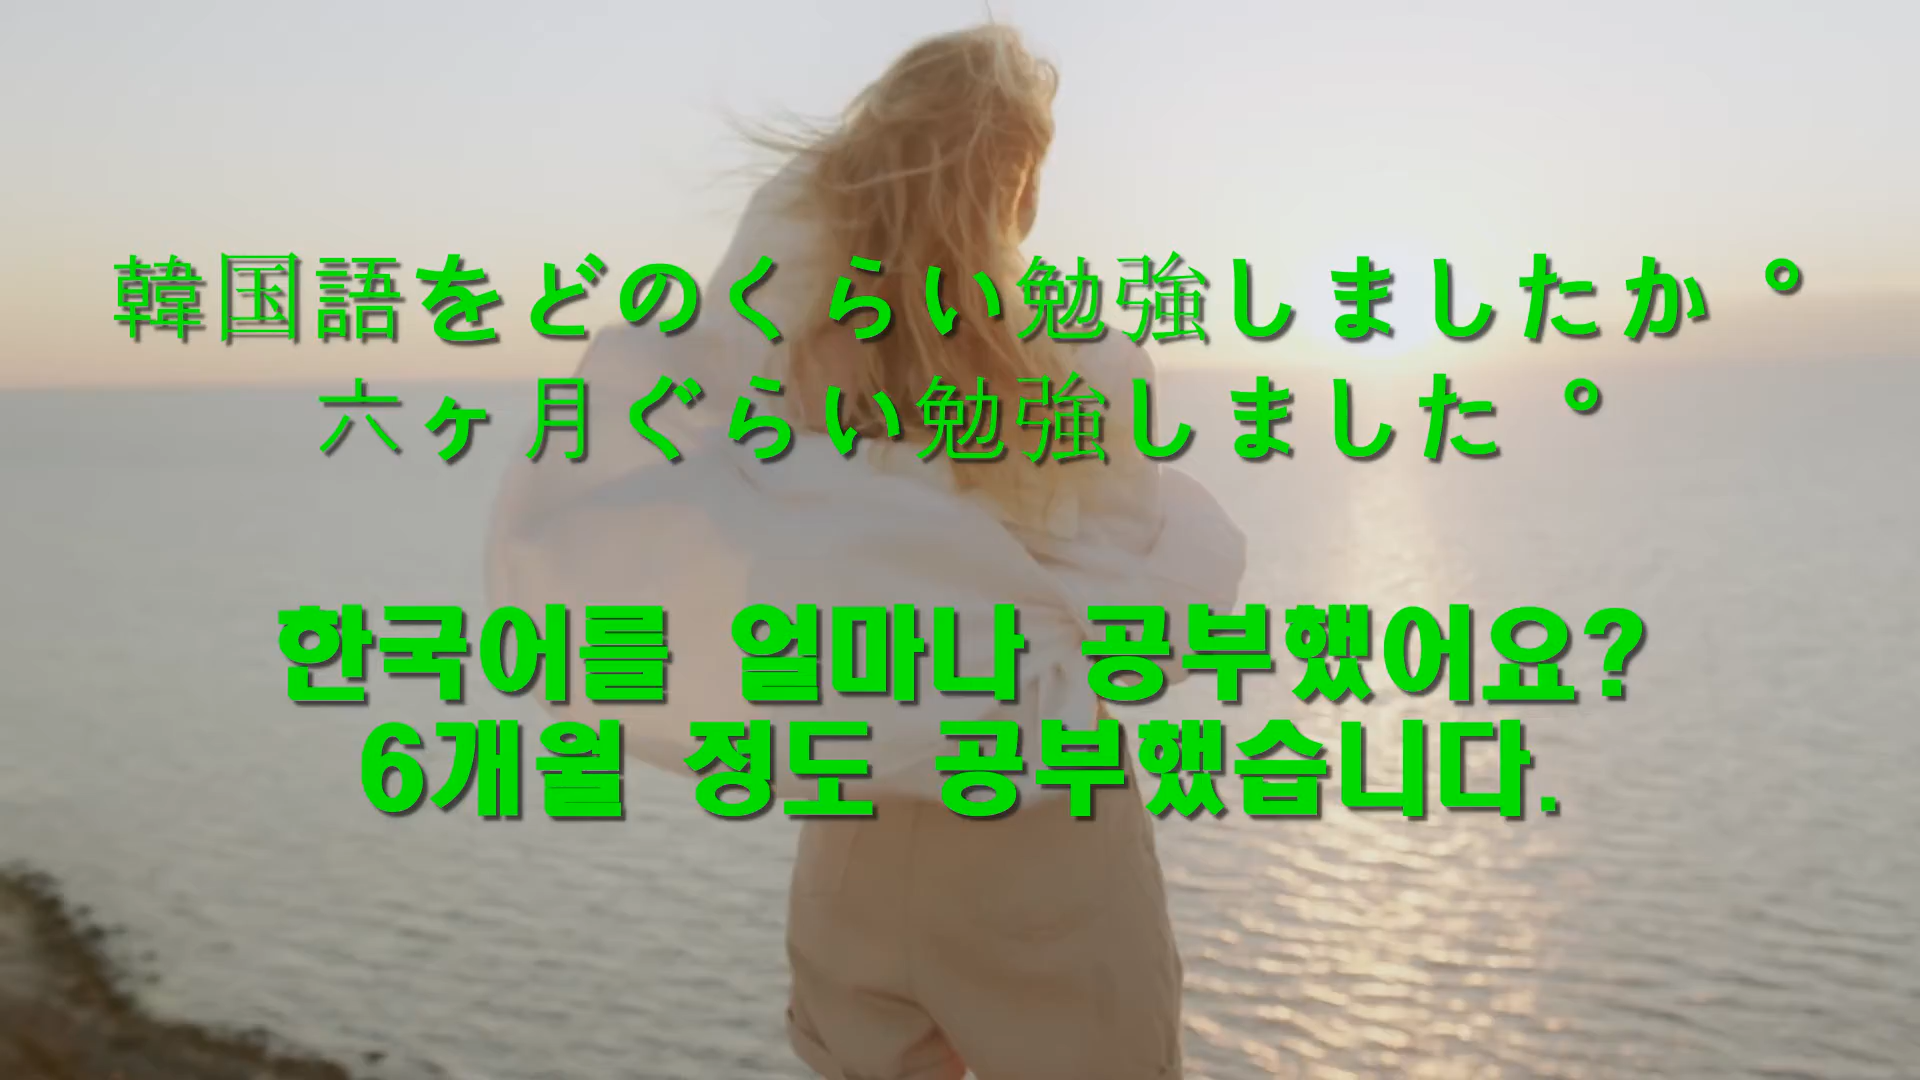 韓国語をどのくらい勉強しましたか。
六ヶ月ぐらい勉強しました。
한국어를 얼마나 공부했어요?
6개월 정도 공부했습니다.